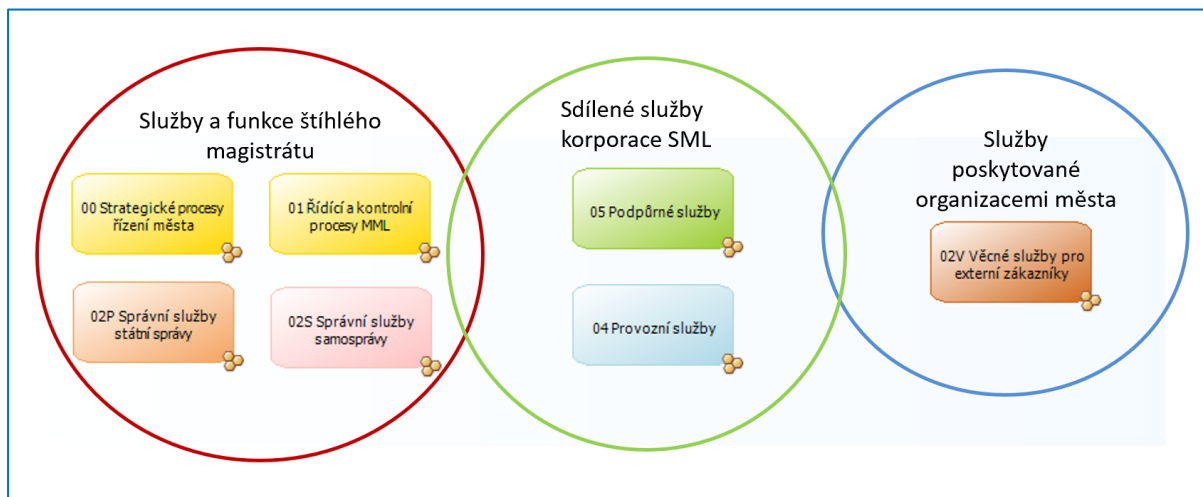 Služby a funkce štíhlého
magistrátu
00 Strategické procesy
řízení města
01 Řídící a kontrolní
procesy MML
02P Správní služby
státní správy
02S Správní služby
samosprávy
Sdílené služby
korporace SML
05 Podpůrné služby
04 Provozní služby
Služby
poskytované
organizacemi města
02V Věcné služby pro
externí zákazníky